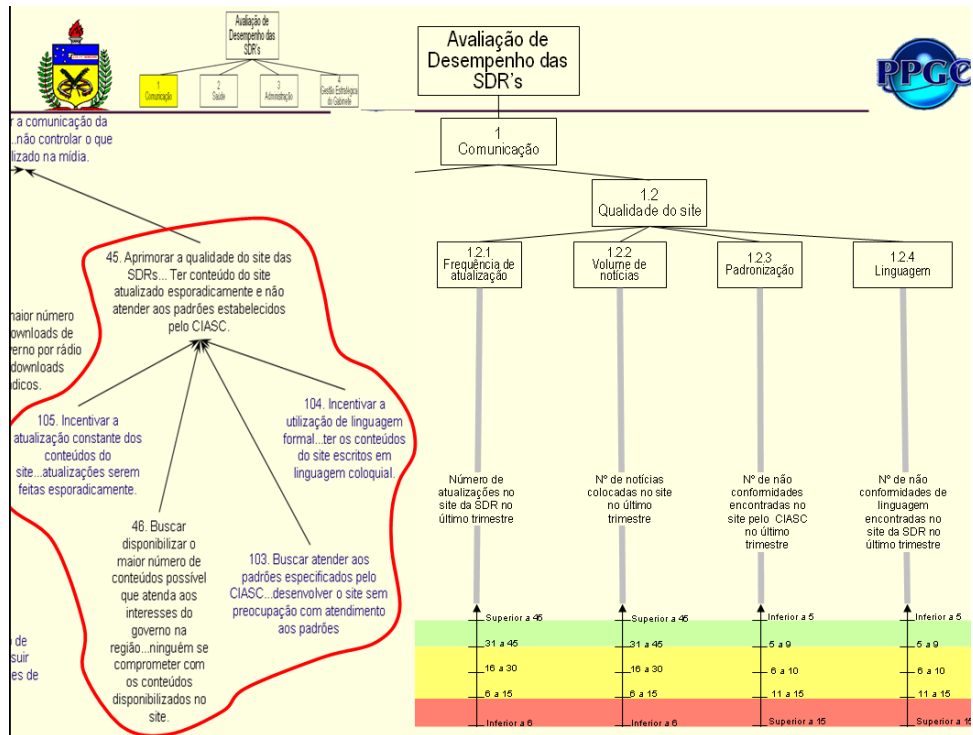 Avaliação de
Desempenho das
SDR's
1
Comunicação
2
Saúde
3
Administração
4
Gestão Estratégica
do Gabinete
PPGC
r a comunicação da
...não controlar o que
lizado na mídia.
45. Aprimorar a qualidade do site das
SDRs... Ter conteúdo do site
atualizado esporadicamente e não
atender aos padrões estabelecidos
pelo CIASC.
naior número
ownloads de
verno por rádio
downloads
ndicos.
105. Incentivar a
atualização constante dos
conteúdos do
site...atualizações serem
feitas esporadicamente.
104. Incentivar a
utilização de linguagem
formal...ter os conteúdos
do site escritos em
linguagem coloquial.
46. Buscar
disponibilizar o
maior número de
conteúdos possível
que atenda aos
interesses do
governo na
região...ninguém se
comprometer com
os conteúdos
disponibilizados no
site.
103. Buscar atender aos
padrões especificados pelo
CIASC...desenvolver o site sem
preocupação com atendimento
aos padrões
o de
suir
es de
Avaliação de
Desempenho das
SDR's
1
Comunicação
1.2
Qualidade do site
1.2.1
Frequência de
atualização
1.2.2
Volume de
notícias
1.2.3
Padronização
1.2.4
Linguagem
Número de
atualizações no
site da SDR no
último trimestre
Nº de notícias
colocadas no site
no último
trimestre
Nº de não
conformidades
encontradas no
site pelo CIASC
no último
trimestre
Nº de não
conformidades de
linguagem
encontradas no
site da SDR no
último trimestre
Superior a 45
31 a 45
16 a 30
6 a 15
Inferior a 6
Superior a 45
31 a 45
16 a 30
6 a 15
Inferior a 6
Inferior a 5
5 a 9
6 a 10
11 a 15
Superior a 15
Inferior a 5
5 a 9
6 a 10
11 a 15
Superior a 15